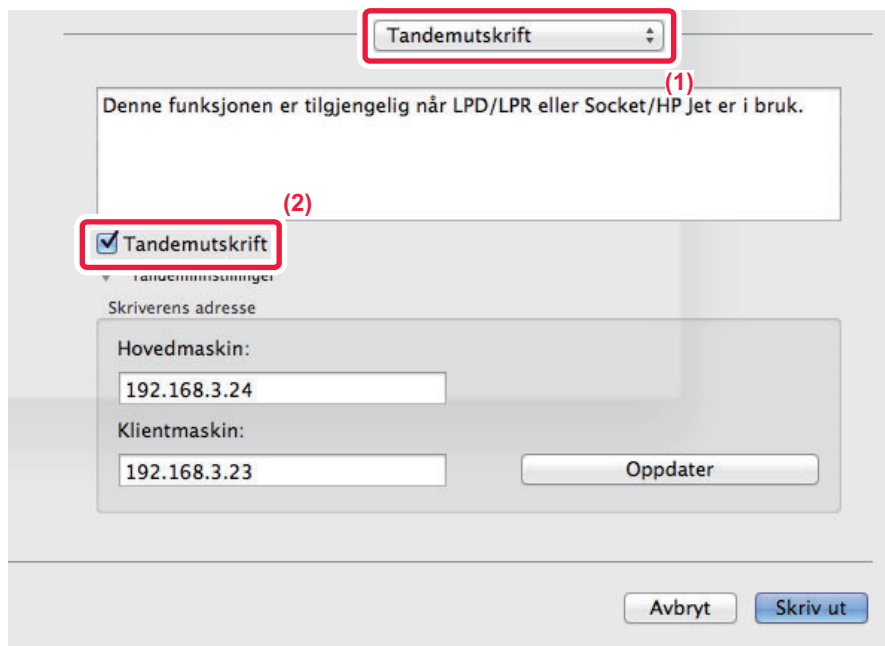 Tandemutskrift
(1)
Denne funksjonen er tilgjengelig når LPD/LPR eller Socket/HP Jet er i bruk.
(2)
Tandemutskrift
Skriverens adresse
Hovedmaskin:
192.168.3.24
Klientmaskin:
192.168.3.23
Oppdater
Avbryt
Skriv ut